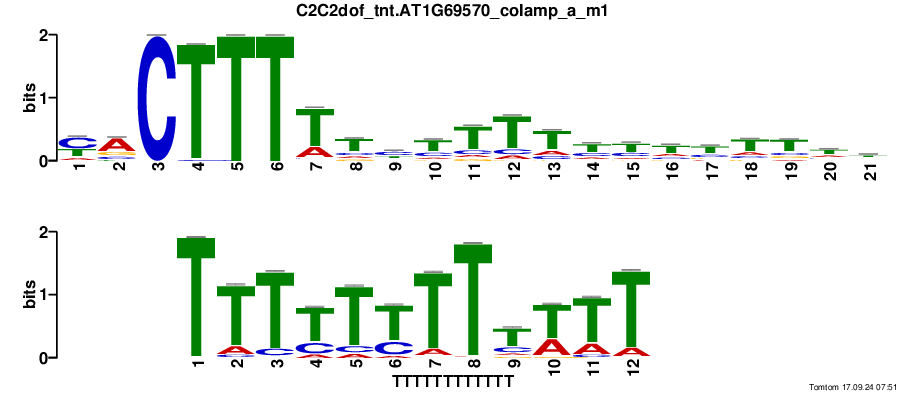 C2C2dof_tnt.AT1G69570_colamp_a_m1
2
1
0
bits
1 2 3 4 5 6 7 8 9 10 11 12 13 14 15 16 17 18 19 20 21
2
1
0
bits
1 2 3 4 5 6 7 8 9 10 11 12
TTTTTTTTTTTT
Tomtom 17.09.24 07:51